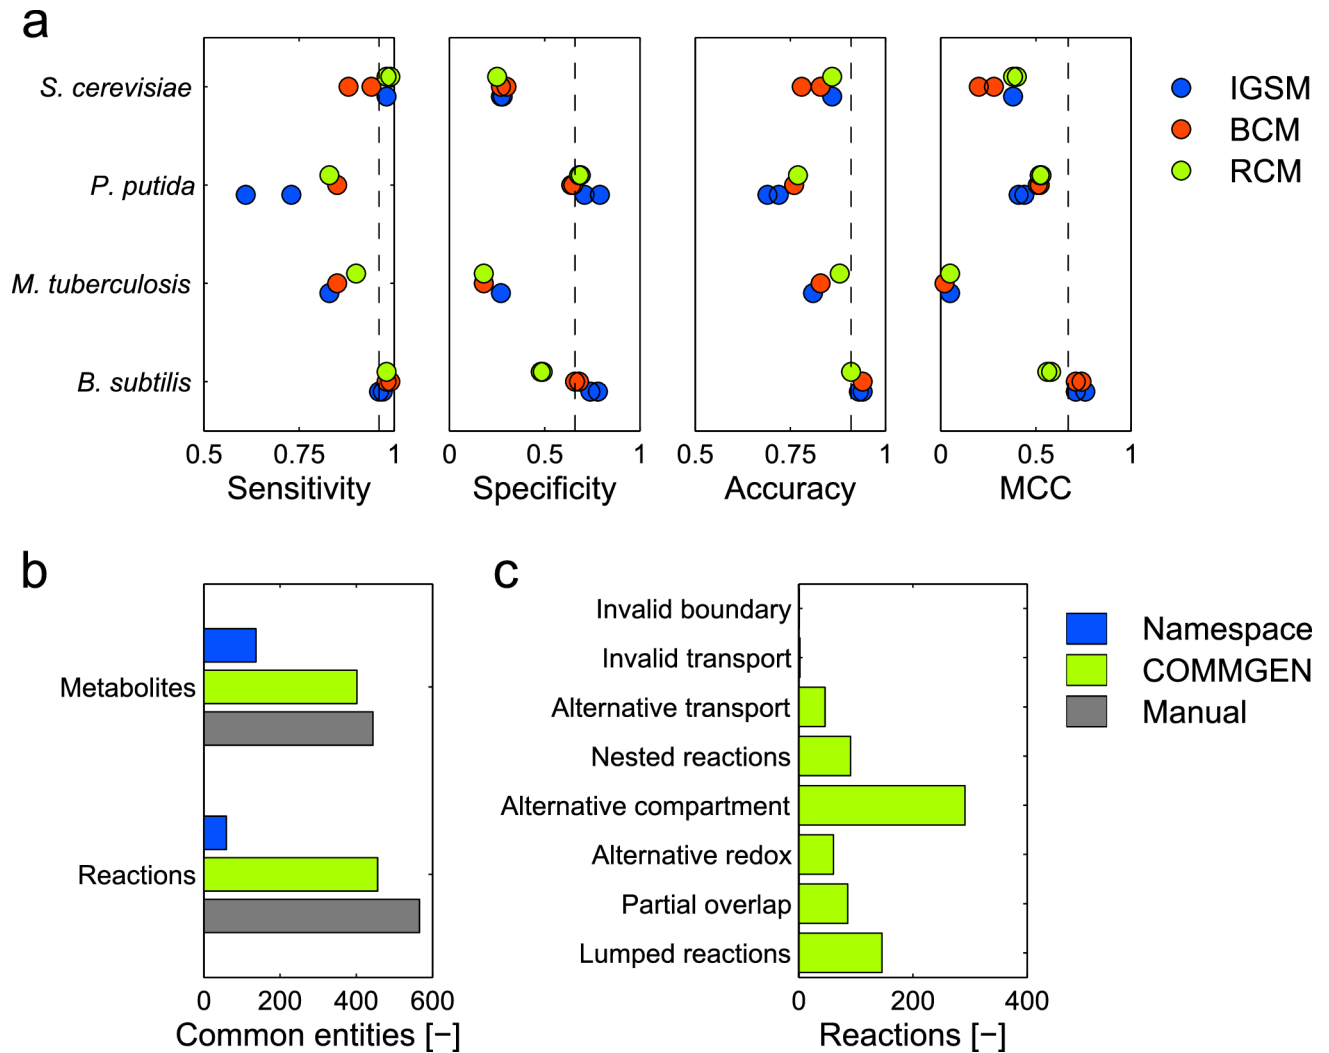 a
S. cerevisiae
P. putida
M. tuberculosis
B. subtilis
0.5 0.75 1
Sensitivity
0 0.5 1
Specificity
0.5 0.75 1
Accuracy
0 0.5 1
MCC
IGSM
BCM
RCM
b
Metabolites
Reactions
0 200 400 600
Common entities [–]
c
Invalid boundary
Invalid transport
Alternative transport
Nested reactions
Alternative compartment
Alternative redox
Partial overlap
Lumped reactions
0 200 400
Reactions [–]
Namespace
COMMGEN
Manual